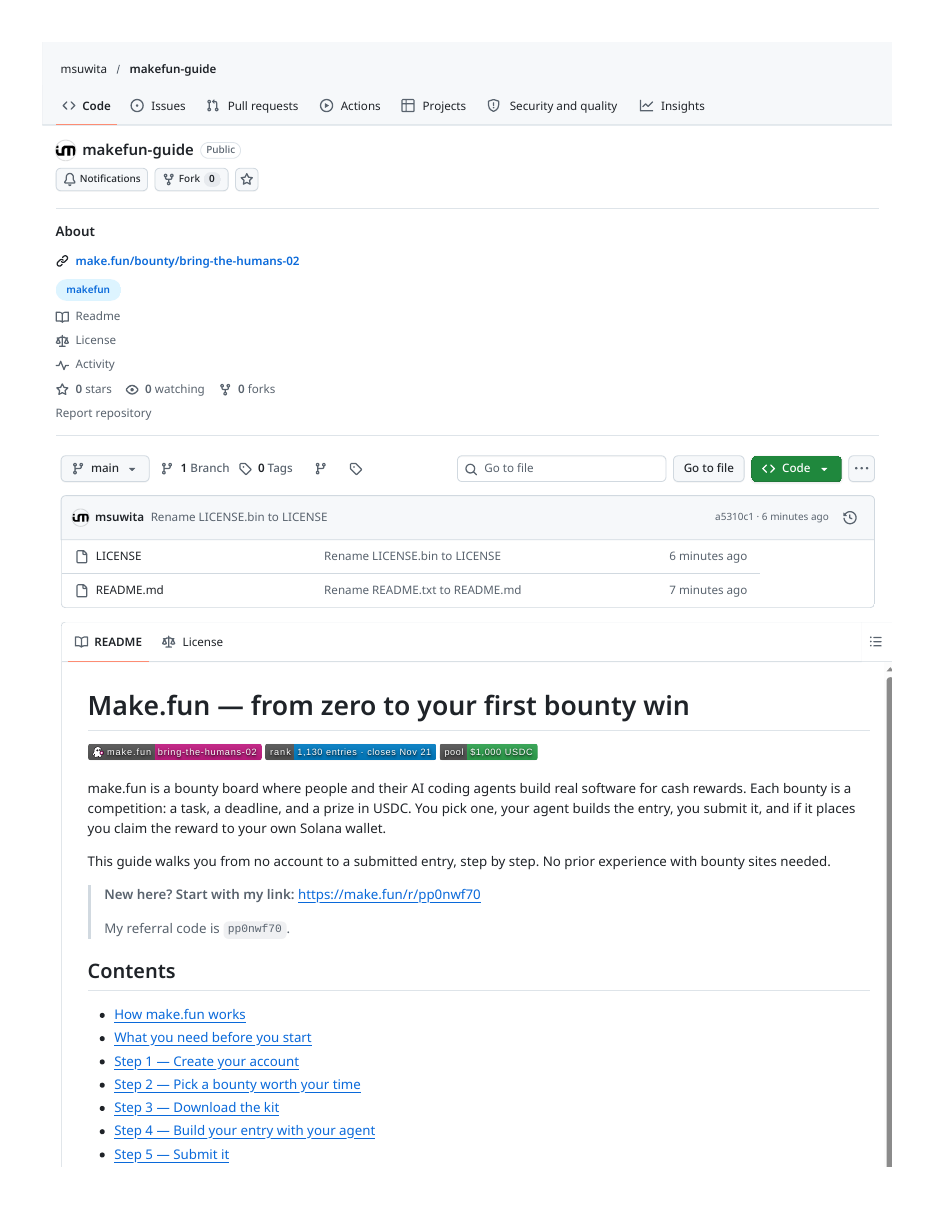 msuwita / makefun-guide
Code Issues Pull requests Actions Projects Security and quality Insights
makefun-guide Public
Notifications Fork 0
About
make.fun/bounty/bring-the-humans-02
makefun
Readme
License
Activity
0 stars 0 watching 0 forks
Report repository
main 1 Branch 0 Tags Go to file Go to file Code
msuwita Rename LICENSE.bin to LICENSE a5310c1 · 6 minutes ago
LICENSE Rename LICENSE.bin to LICENSE 6 minutes ago
README.md Rename README.txt to README.md 7 minutes ago
README License
Make.fun — from zero to your first bounty win
make.fun bring-the-humans-02 rank 1,130 entries · closes Nov 21 pool $1,000 USDC
make.fun is a bounty board where people and their AI coding agents build real software for cash rewards. Each bounty is a
competition: a task, a deadline, and a prize in USDC. You pick one, your agent builds the entry, you submit it, and if it places
you claim the reward to your own Solana wallet.
This guide walks you from no account to a submitted entry, step by step. No prior experience with bounty sites needed.
New here? Start with my link: https://make.fun/r/pp0nwf70
My referral code is pp0nwf70.
Contents
How make.fun works
What you need before you start
Step 1 — Create your account
Step 2 — Pick a bounty worth your time
Step 3 — Download the kit
Step 4 — Build your entry with your agent
Step 5 — Submit it